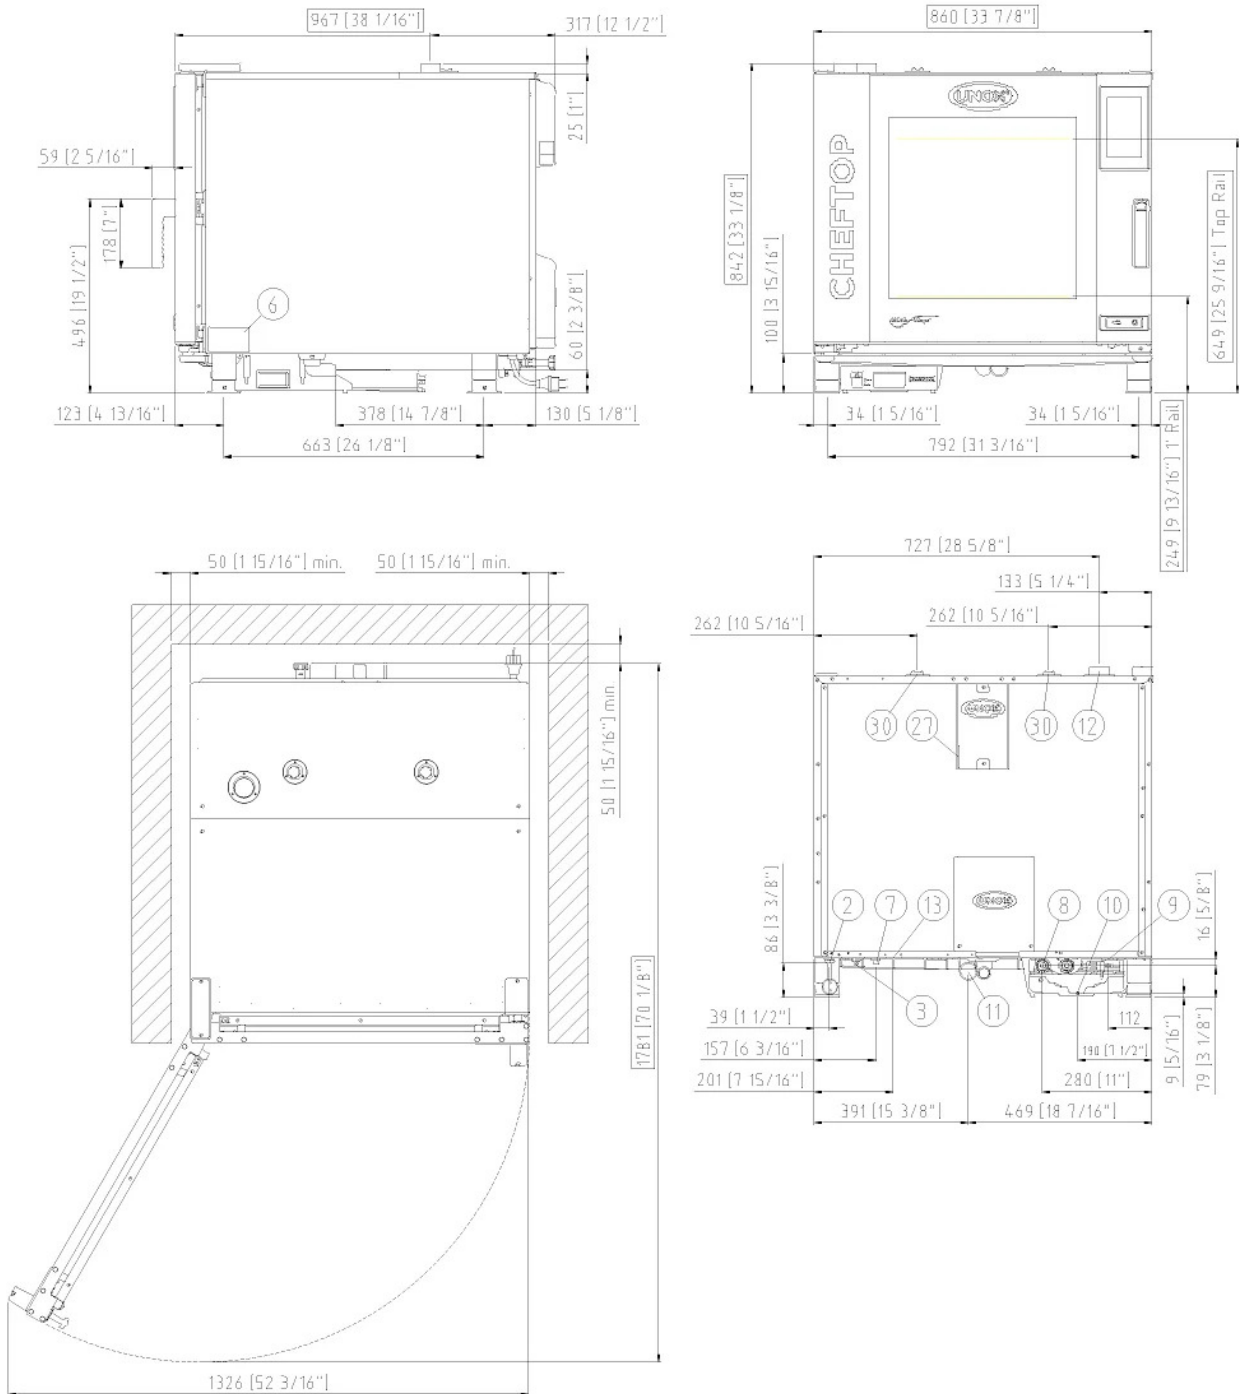 967 [38 1/16"]
317 [12 1/2"]
25 [1"]
59 [2 5/16"]
178 [7"]
496 [19 1/2"]
6
60 [2 3/8"]
123 [4 13/16"]
378 [14 7/8"]
130 [5 1/8"]
663 [26 1/8"]
860 [33 7/8"]
UNOX
CHEFTOP
842 [33 1/8"]
100 [3 15/16"]
649 [25 9/16"] Top Rail
34 [1 5/16"]
34 [1 5/16"]
792 [31 3/16"]
249 [9 13/16"] 1' Rail
50 [1 15/16"] min.
50 [1 15/16"] min.
50 [1 15/16"] min.
1781 [70 1/8"]
1326 [52 3/16"]
727 [28 5/8"]
133 [5 1/4"]
262 [10 5/16"]
262 [10 5/16"]
30
27
30
12
UNOX
UNOX
86 [3 3/8"]
2
7
13
8
10
9
16 [5/8"]
3
11
39 [1 1/2"]
112
157 [6 3/16"]
190 [7 1/2"]
201 [7 15/16"]
280 [11"]
9 [5/16"]
79 [3 1/8"]
391 [15 3/8"]
469 [18 7/16"]